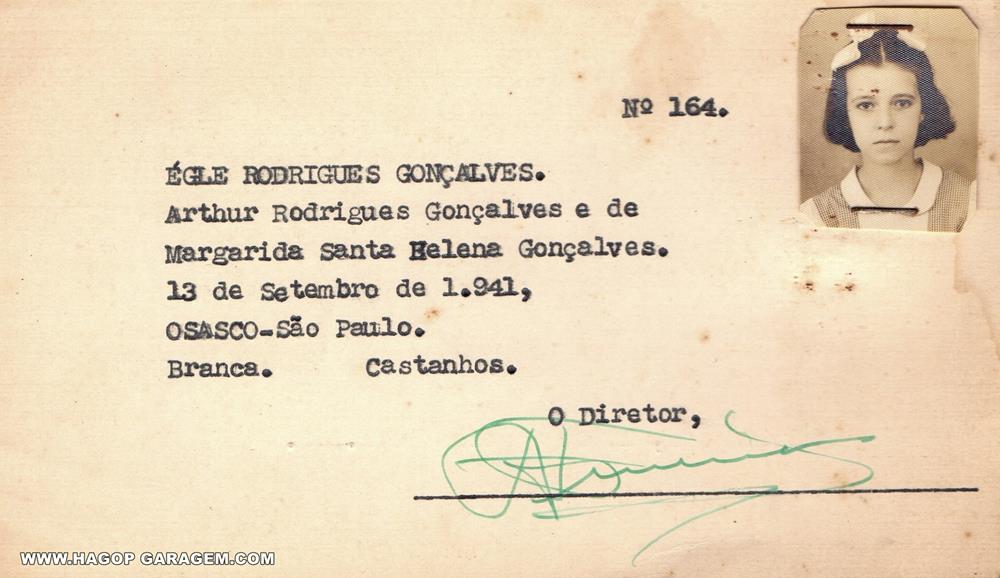 Nº 164.
ÉGLE RODRIGUES GONÇALVES.
Arthur Rodrigues Gonçalves e de
Margarida Santa Helena Gonçalves.
13 de Setembro de 1.941,
OSASCO-São Paulo.
Branca. Castanhos.
O Diretor,
WWW.HAGOP GARAGEM.COM